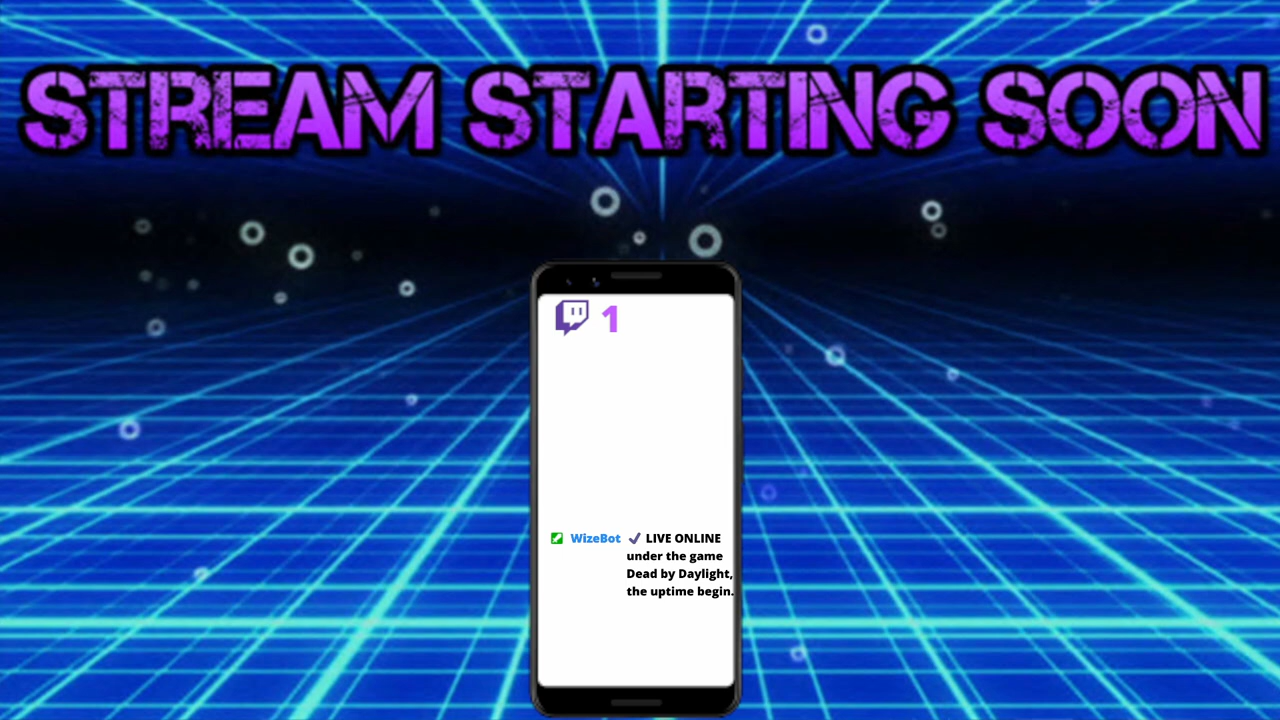 STREAM STARTING SOON
1
WizeBot ✓ LIVE ONLINE
under the game
Dead by Daylight,
the uptime begin.